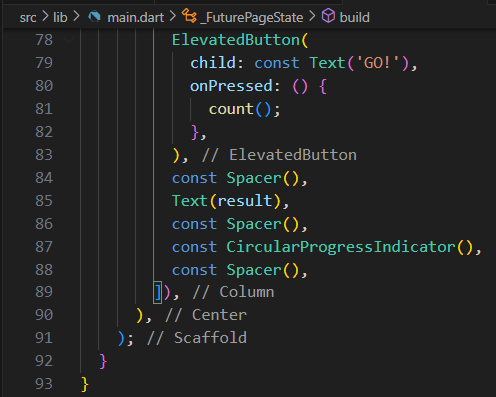 src > lib > main.dart > _FuturePageState > build
78 ElevatedButton(
79 child: const Text('GO!'),
80 onPressed: () {
81 count();
82 },
83 ), // ElevatedButton
84 const Spacer(),
85 Text(result),
86 const Spacer(),
87 const CircularProgressIndicator(),
88 const Spacer(),
89 ]), // Column
90 ), // Center
91 ); // Scaffold
92 }
93 }